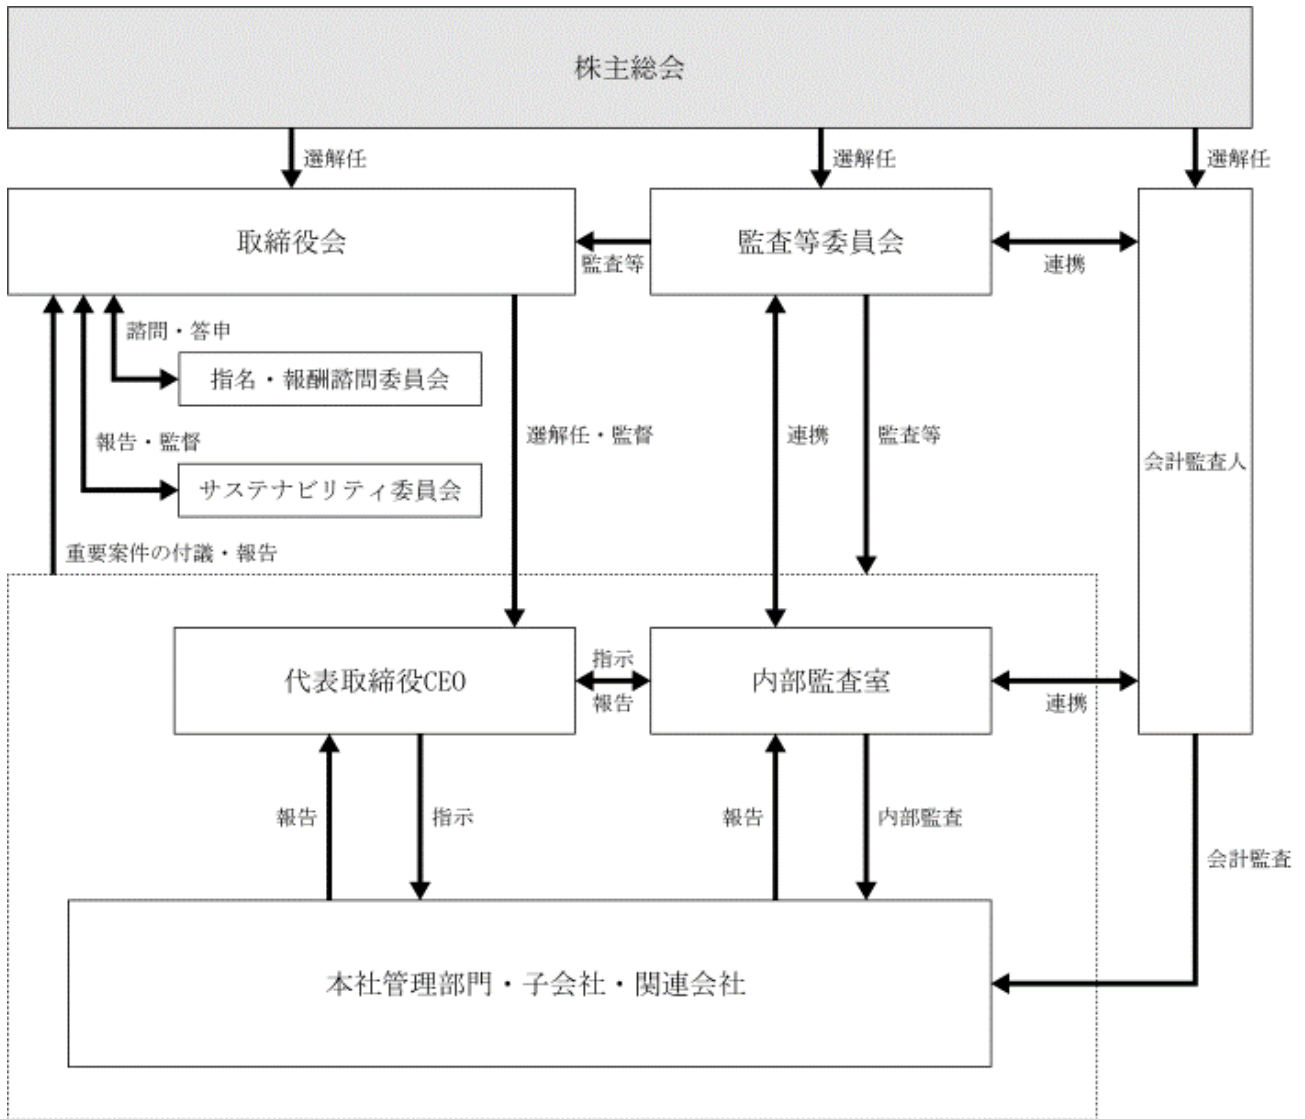 株主総会
選解任
選解任
選解任
取締役会
監査等
監査等委員会
連携
諮問・答申
指名・報酬諮問委員会
報告・監督
サステナビリティ委員会
選解任・監督
連携
監査等
会計監査人
重要案件の付議・報告
代表取締役CEO
指示
報告
内部監査室
連携
報告
指示
報告
内部監査
会計監査
本社管理部門・子会社・関連会社